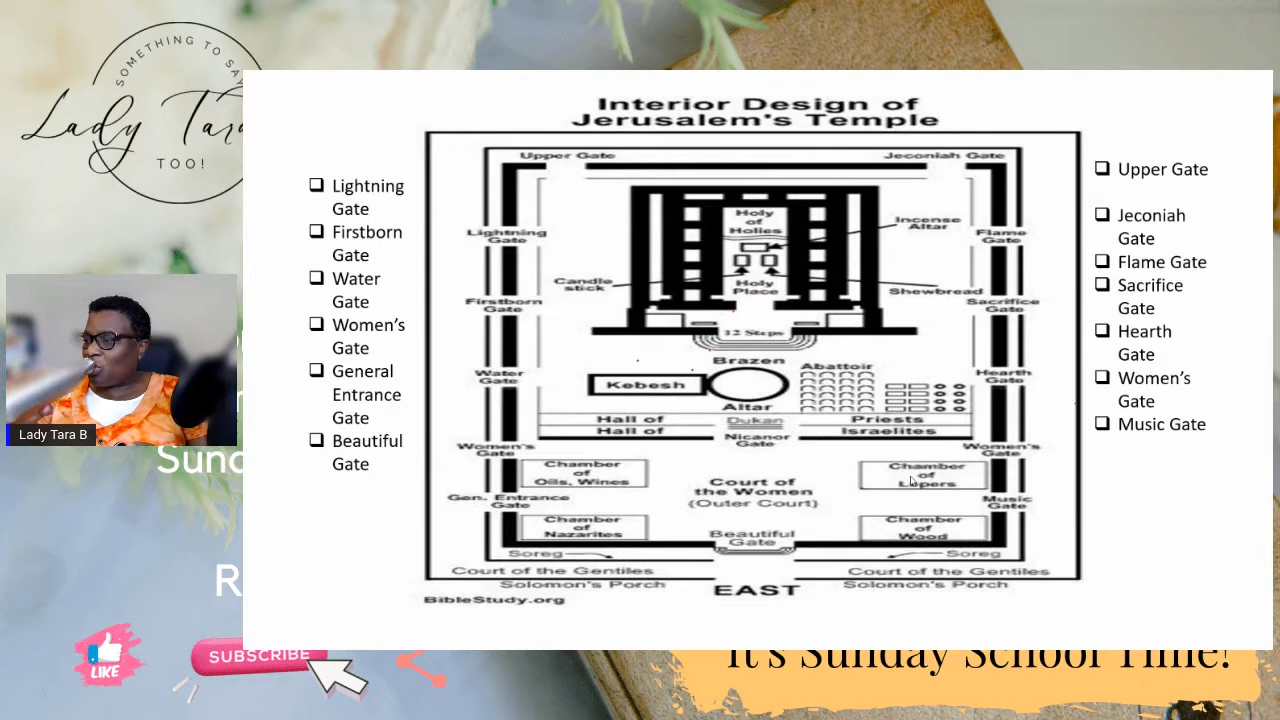 SOMETHING TO SAY
Lady Tara
TOO!
Lady Tara B
Interior Design of
Jerusalem's Temple
❑ Lightning
Gate
❑ Firstborn
Gate
❑ Water
Gate
❑ Women's
Gate
❑ General
Entrance
Gate
❑ Beautiful
Gate
Upper Gate
Jeconiah Gate
Holy
of
Holies
Incense
Altar
Lightning
Gate
Flame
Gate
Candle
stick
Holy
Place
Shewbread
Firstborn
Gate
Sacrifice
Gate
12 Steps
Brazen
Abattoir
Water
Gate
Kebesh
Hearth
Gate
Altar
Hall of
Dukan
Priests
Hall of
Israelites
Nicanor
Gate
Women's
Gate
Women's
Gate
Chamber
of
Oils, Wines
Chamber
of
Lepers
Court of
the Women
(Outer Court)
Gen. Entrance
Gate
Music
Gate
Chamber
of
Nazarites
Chamber
of
Wood
Beautiful
Gate
Soreg
Soreg
Court of the Gentiles
Court of the Gentiles
Solomon's Porch
Solomon's Porch
EAST
BibleStudy.org
❑ Upper Gate
❑ Jeconiah
Gate
❑ Flame Gate
❑ Sacrifice
Gate
❑ Hearth
Gate
❑ Women's
Gate
❑ Music Gate
LIKE
SUBSCRIBE
It's Sunday School Time!